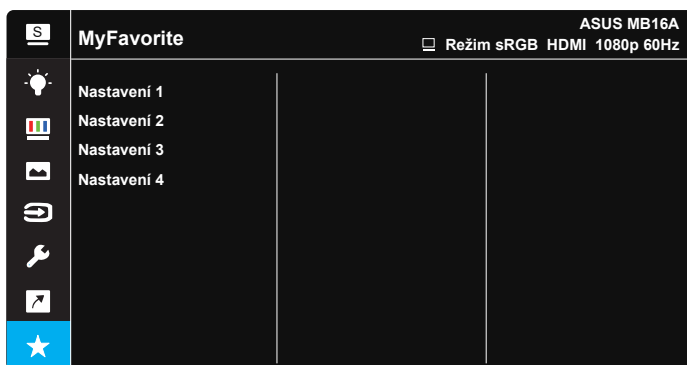 S
ASUS MB16A
MyFavorite
Režim sRGB HDMI 1080p 60Hz
Nastavení 1
Nastavení 2
Nastavení 3
Nastavení 4